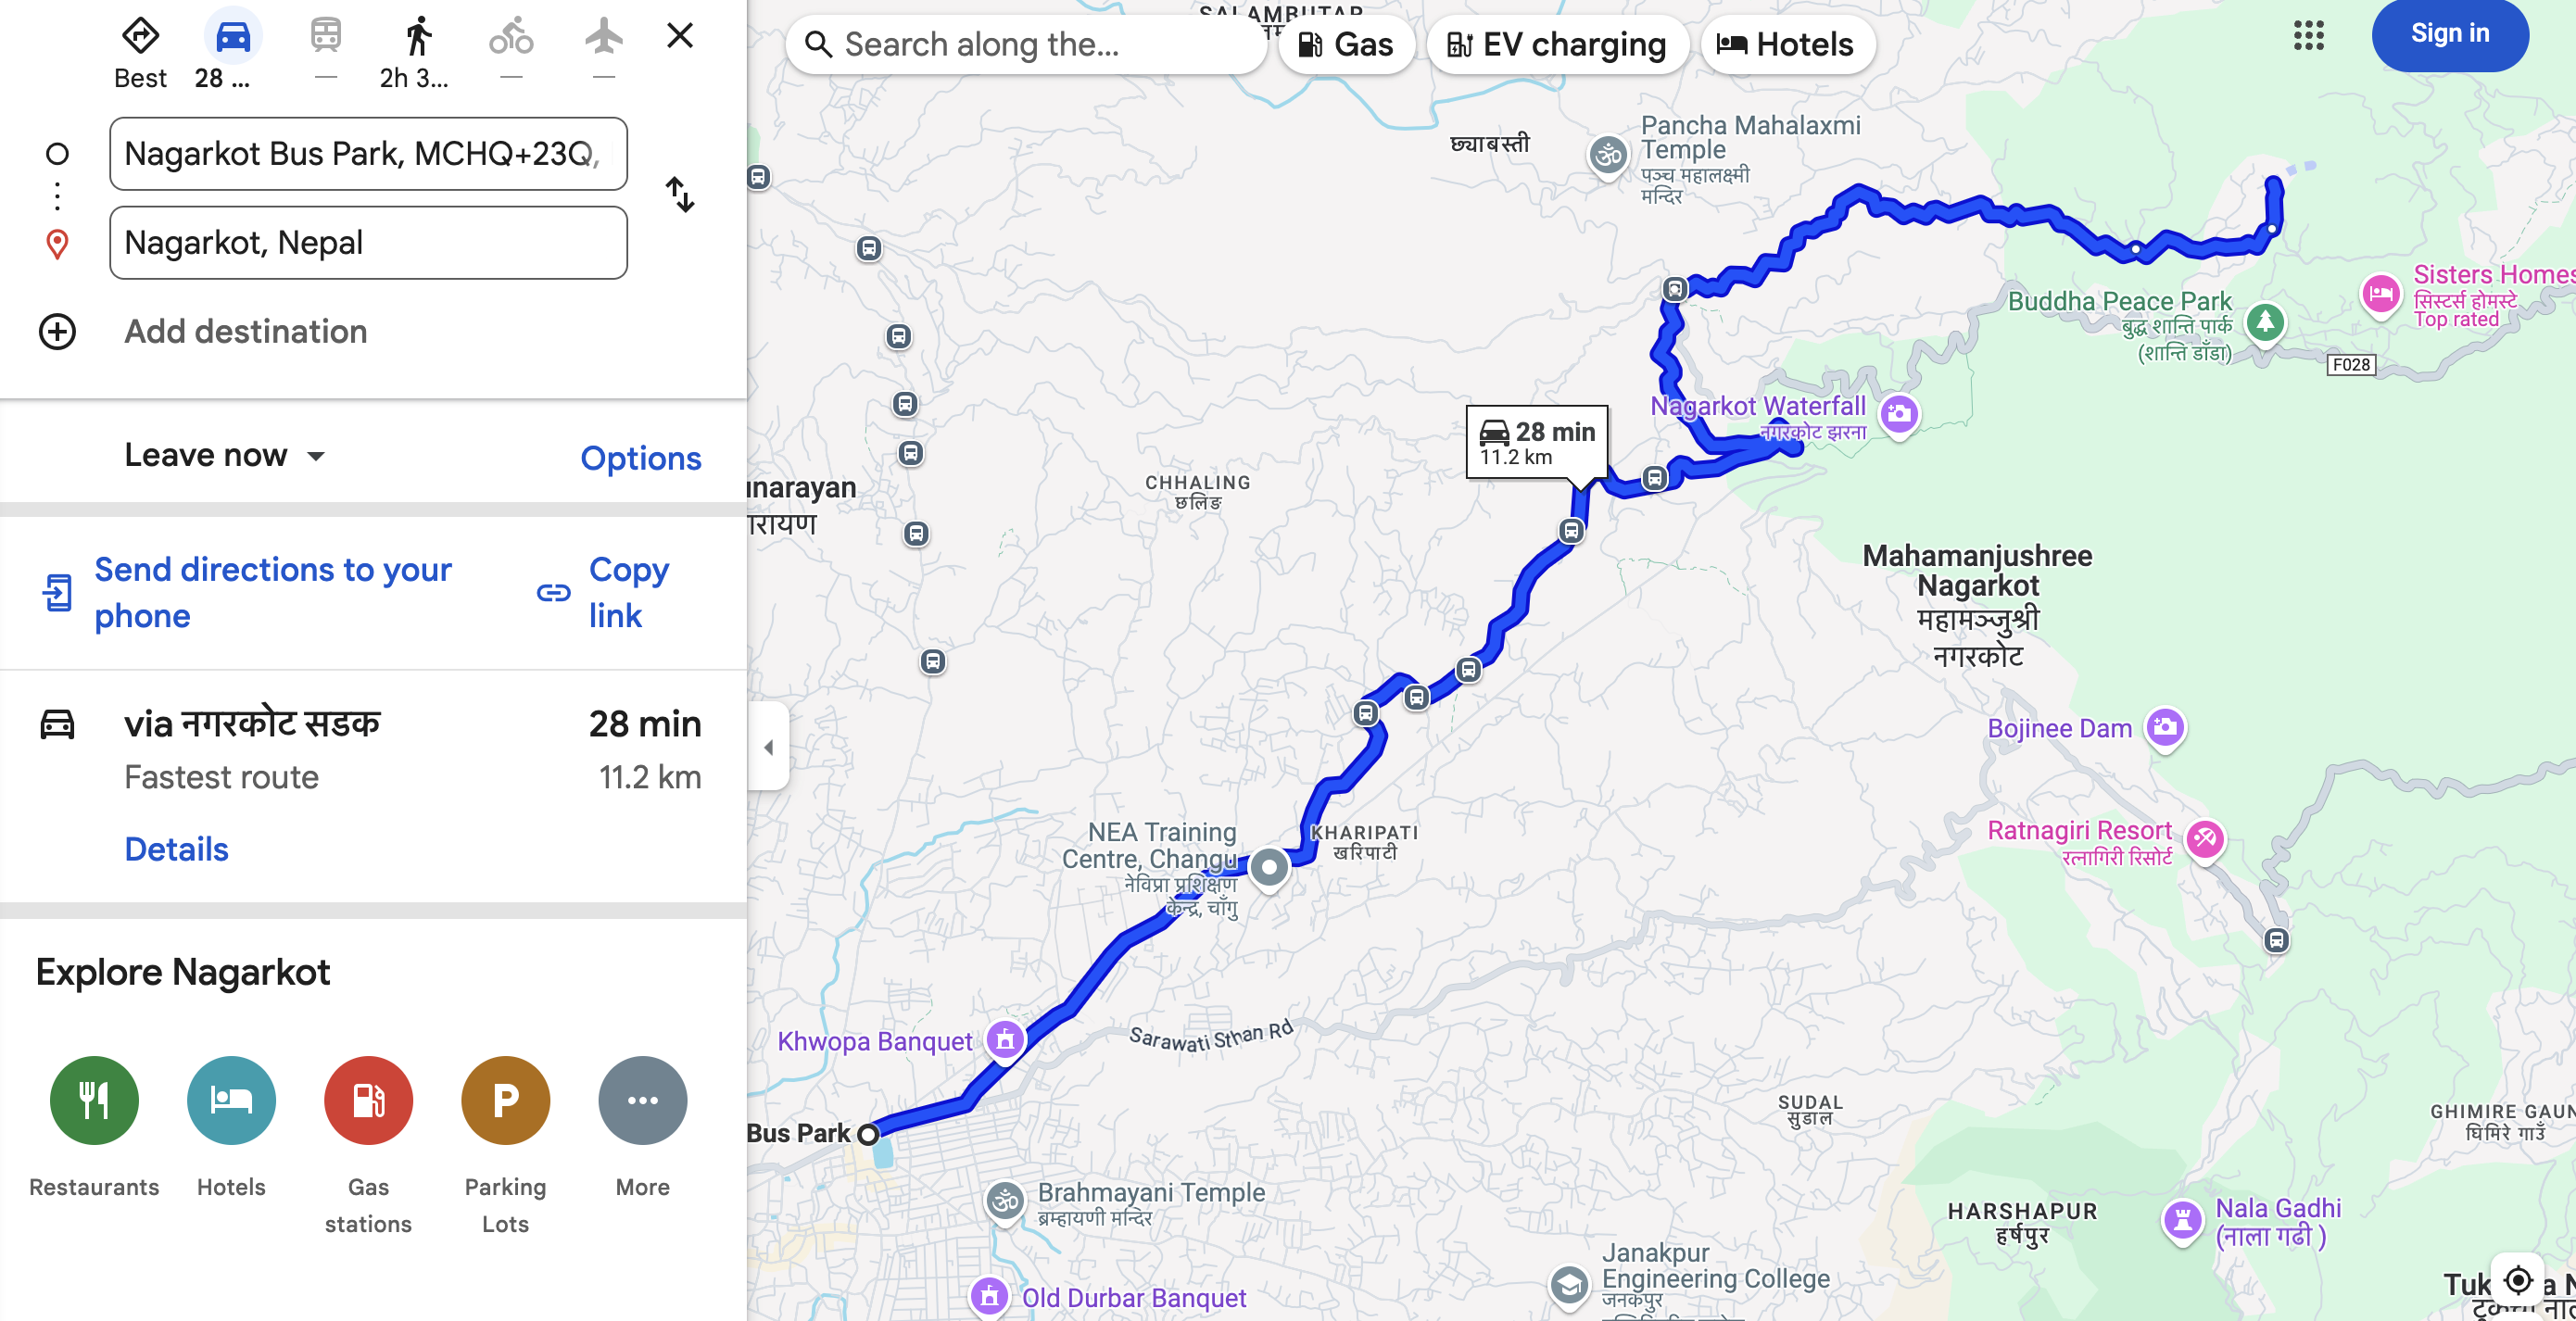 Best
28 ...
—
2h 3...
—
—
Nagarkot Bus Park, MCHQ+23Q,
Nagarkot, Nepal
Add destination
Leave now
Options
Send directions to your
phone
Copy
link
via नगरकोट सडक
28 min
Fastest route
11.2 km
Details
Explore Nagarkot
Restaurants
Hotels
Gas
stations
P
Parking
Lots
More
Search along the...
Gas
EV charging
Hotels
Sign in
SALAMBUTAR
छ्याबस्ती
Pancha Mahalaxmi
Temple
पञ्च महालक्ष्मी
मन्दिर
Sisters Homes
सिस्टर्स होमस्टे
Top rated
Buddha Peace Park
बुद्ध शान्ति पार्क
(शान्ति डाँडा)
F028
Nagarkot Waterfall
नगरकोट झरना
28 min
11.2 km
CHHALING
छलिङ
unarayan
ारायण
Mahamanjushree
Nagarkot
महामञ्जुश्री
नगरकोट
Bojinee Dam
Ratnagiri Resort
रत्नागिरी रिसोर्ट
NEA Training
Centre, Changu
नेविप्रा प्रशिक्षण
केन्द्र, चाँगु
KHARIPATI
खरिपाटी
Khwopa Banquet
Sarawati Sthan Rd
Bus Park
SUDAL
सुडाल
GHIMIRE GAUN
घिमिरे गाउँ
Brahmayani Temple
ब्रम्हायणी मन्दिर
HARSHAPUR
हर्षपुर
Nala Gadhi
(नाला गढी )
Janakpur
Engineering College
जनकपुर
Old Durbar Banquet